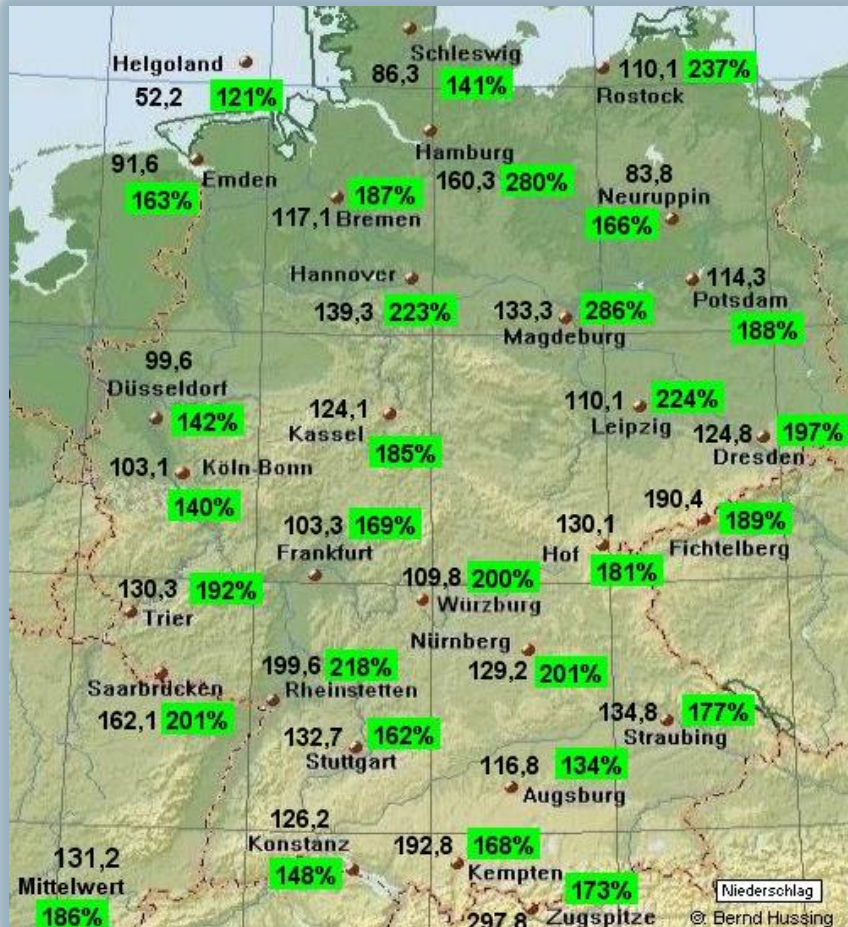 Schleswig
86,3 141%
Helgoland
52,2 121%
110,1 237%
Rostock
Hamburg
160,3 280%
91,6
Emden
163%
187%
117,1 Bremen
83,8
Neuruppin
166%
Hannover
139,3 223%
133,3 286%
Magdeburg
114,3
Potsdam
188%
99,6
Düsseldorf
142%
124,1
Kassel
185%
110,1 224%
Leipzig
124,8 197%
Dresden
103,1 Köln-Bonn
140%
103,3 169%
Frankfurt
130,1
Hof
181%
190,4
189%
Fichtelberg
130,3 192%
Trier
109,8 200%
Würzburg
Nürnberg
129,2 201%
Saarbrücken
162,1 201%
199,6 218%
Rheinstetten
134,8 177%
Straubing
132,7 162%
Stuttgart
116,8 134%
Augsburg
126,2
Konstanz
148%
192,8 168%
Kempten
131,2
Mittelwert
186%
173%
297,8 Zugspitze
Niederschlag
© Bernd Hussing